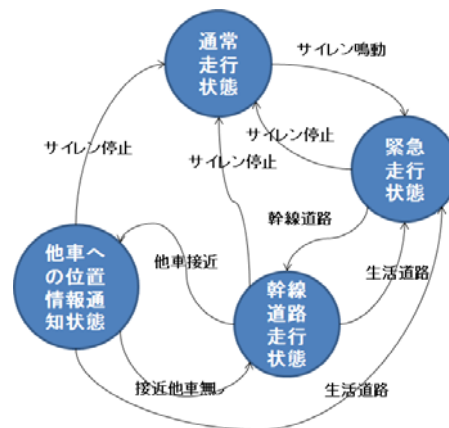 通常
走行
状態
サイレン鳴動
サイレン停止
サイレン停止
サイレン停止
緊急
走行
状態
幹線道路
他車へ
の位置
情報通
知状態
他車接近
生活道路
幹線
道路
走行
状態
接近他車無
生活道路